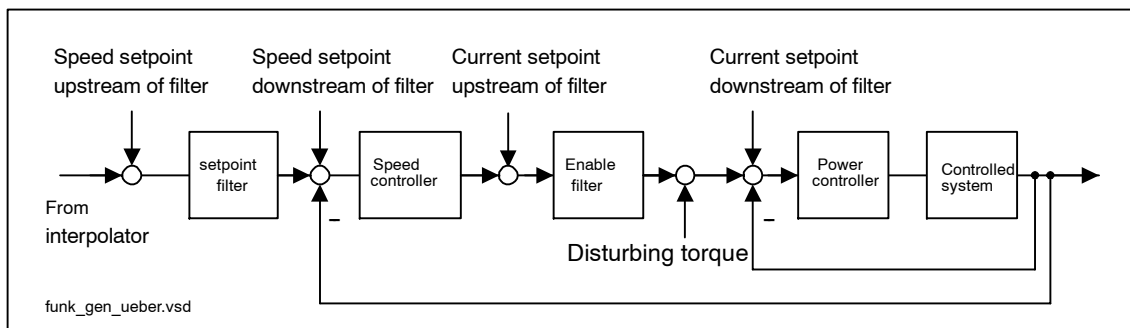 Speed setpoint
upstream of filter
Speed setpoint
downstream of filter
Current setpoint
upstream of filter
Current setpoint
downstream of filter
setpoint
filter
Speed
controller
Enable
filter
Power
controller
Controlled
system
From
interpolator
–
–
Disturbing torque
funk_gen_ueber.vsd